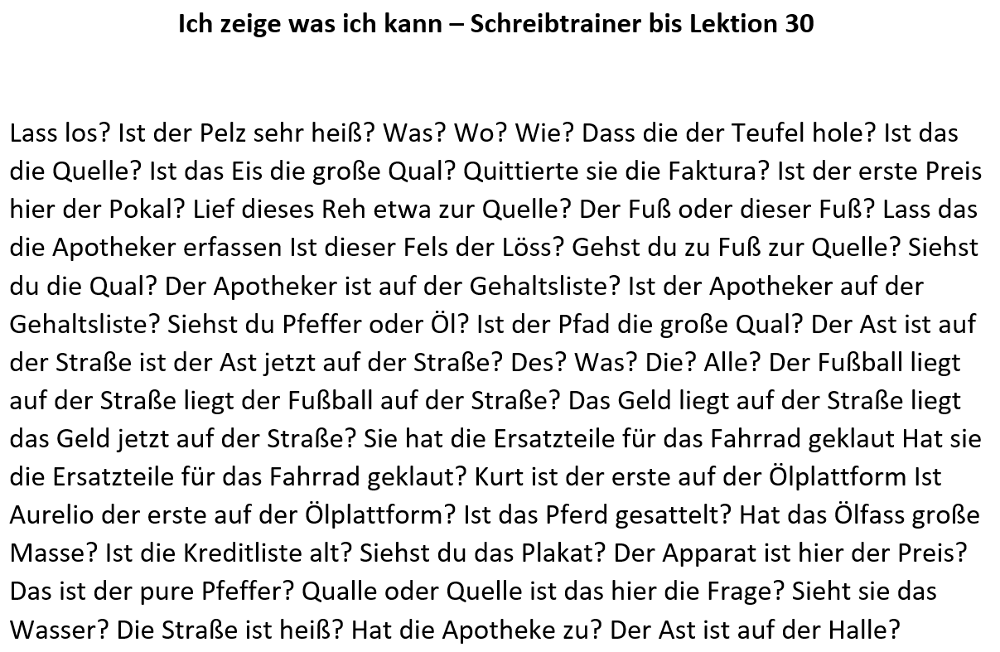 Ich zeige was ich kann – Schreibtrainer bis Lektion 30
Lass los? Ist der Pelz sehr heiß? Was? Wo? Wie? Dass die der Teufel hole? Ist das
die Quelle? Ist das Eis die große Qual? Quittierte sie die Faktura? Ist der erste Preis
hier der Pokal? Lief dieses Reh etwa zur Quelle? Der Fuß oder dieser Fuß? Lass das
die Apotheker erfassen Ist dieser Fels der Löss? Gehst du zu Fuß zur Quelle? Siehst
du die Qual? Der Apotheker ist auf der Gehaltsliste? Ist der Apotheker auf der
Gehaltsliste? Siehst du Pfeffer oder Öl? Ist der Pfad die große Qual? Der Ast ist auf
der Straße ist der Ast jetzt auf der Straße? Des? Was? Die? Alle? Der Fußball liegt
auf der Straße liegt der Fußball auf der Straße? Das Geld liegt auf der Straße liegt
das Geld jetzt auf der Straße? Sie hat die Ersatzteile für das Fahrrad geklaut Hat sie
die Ersatzteile für das Fahrrad geklaut? Kurt ist der erste auf der Ölplattform Ist
Aurelio der erste auf der Ölplattform? Ist das Pferd gesattelt? Hat das Ölfass große
Masse? Ist die Kreditliste alt? Siehst du das Plakat? Der Apparat ist hier der Preis?
Das ist der pure Pfeffer? Qualle oder Quelle ist das hier die Frage? Sieht sie das
Wasser? Die Straße ist heiß? Hat die Apotheke zu? Der Ast ist auf der Halle?